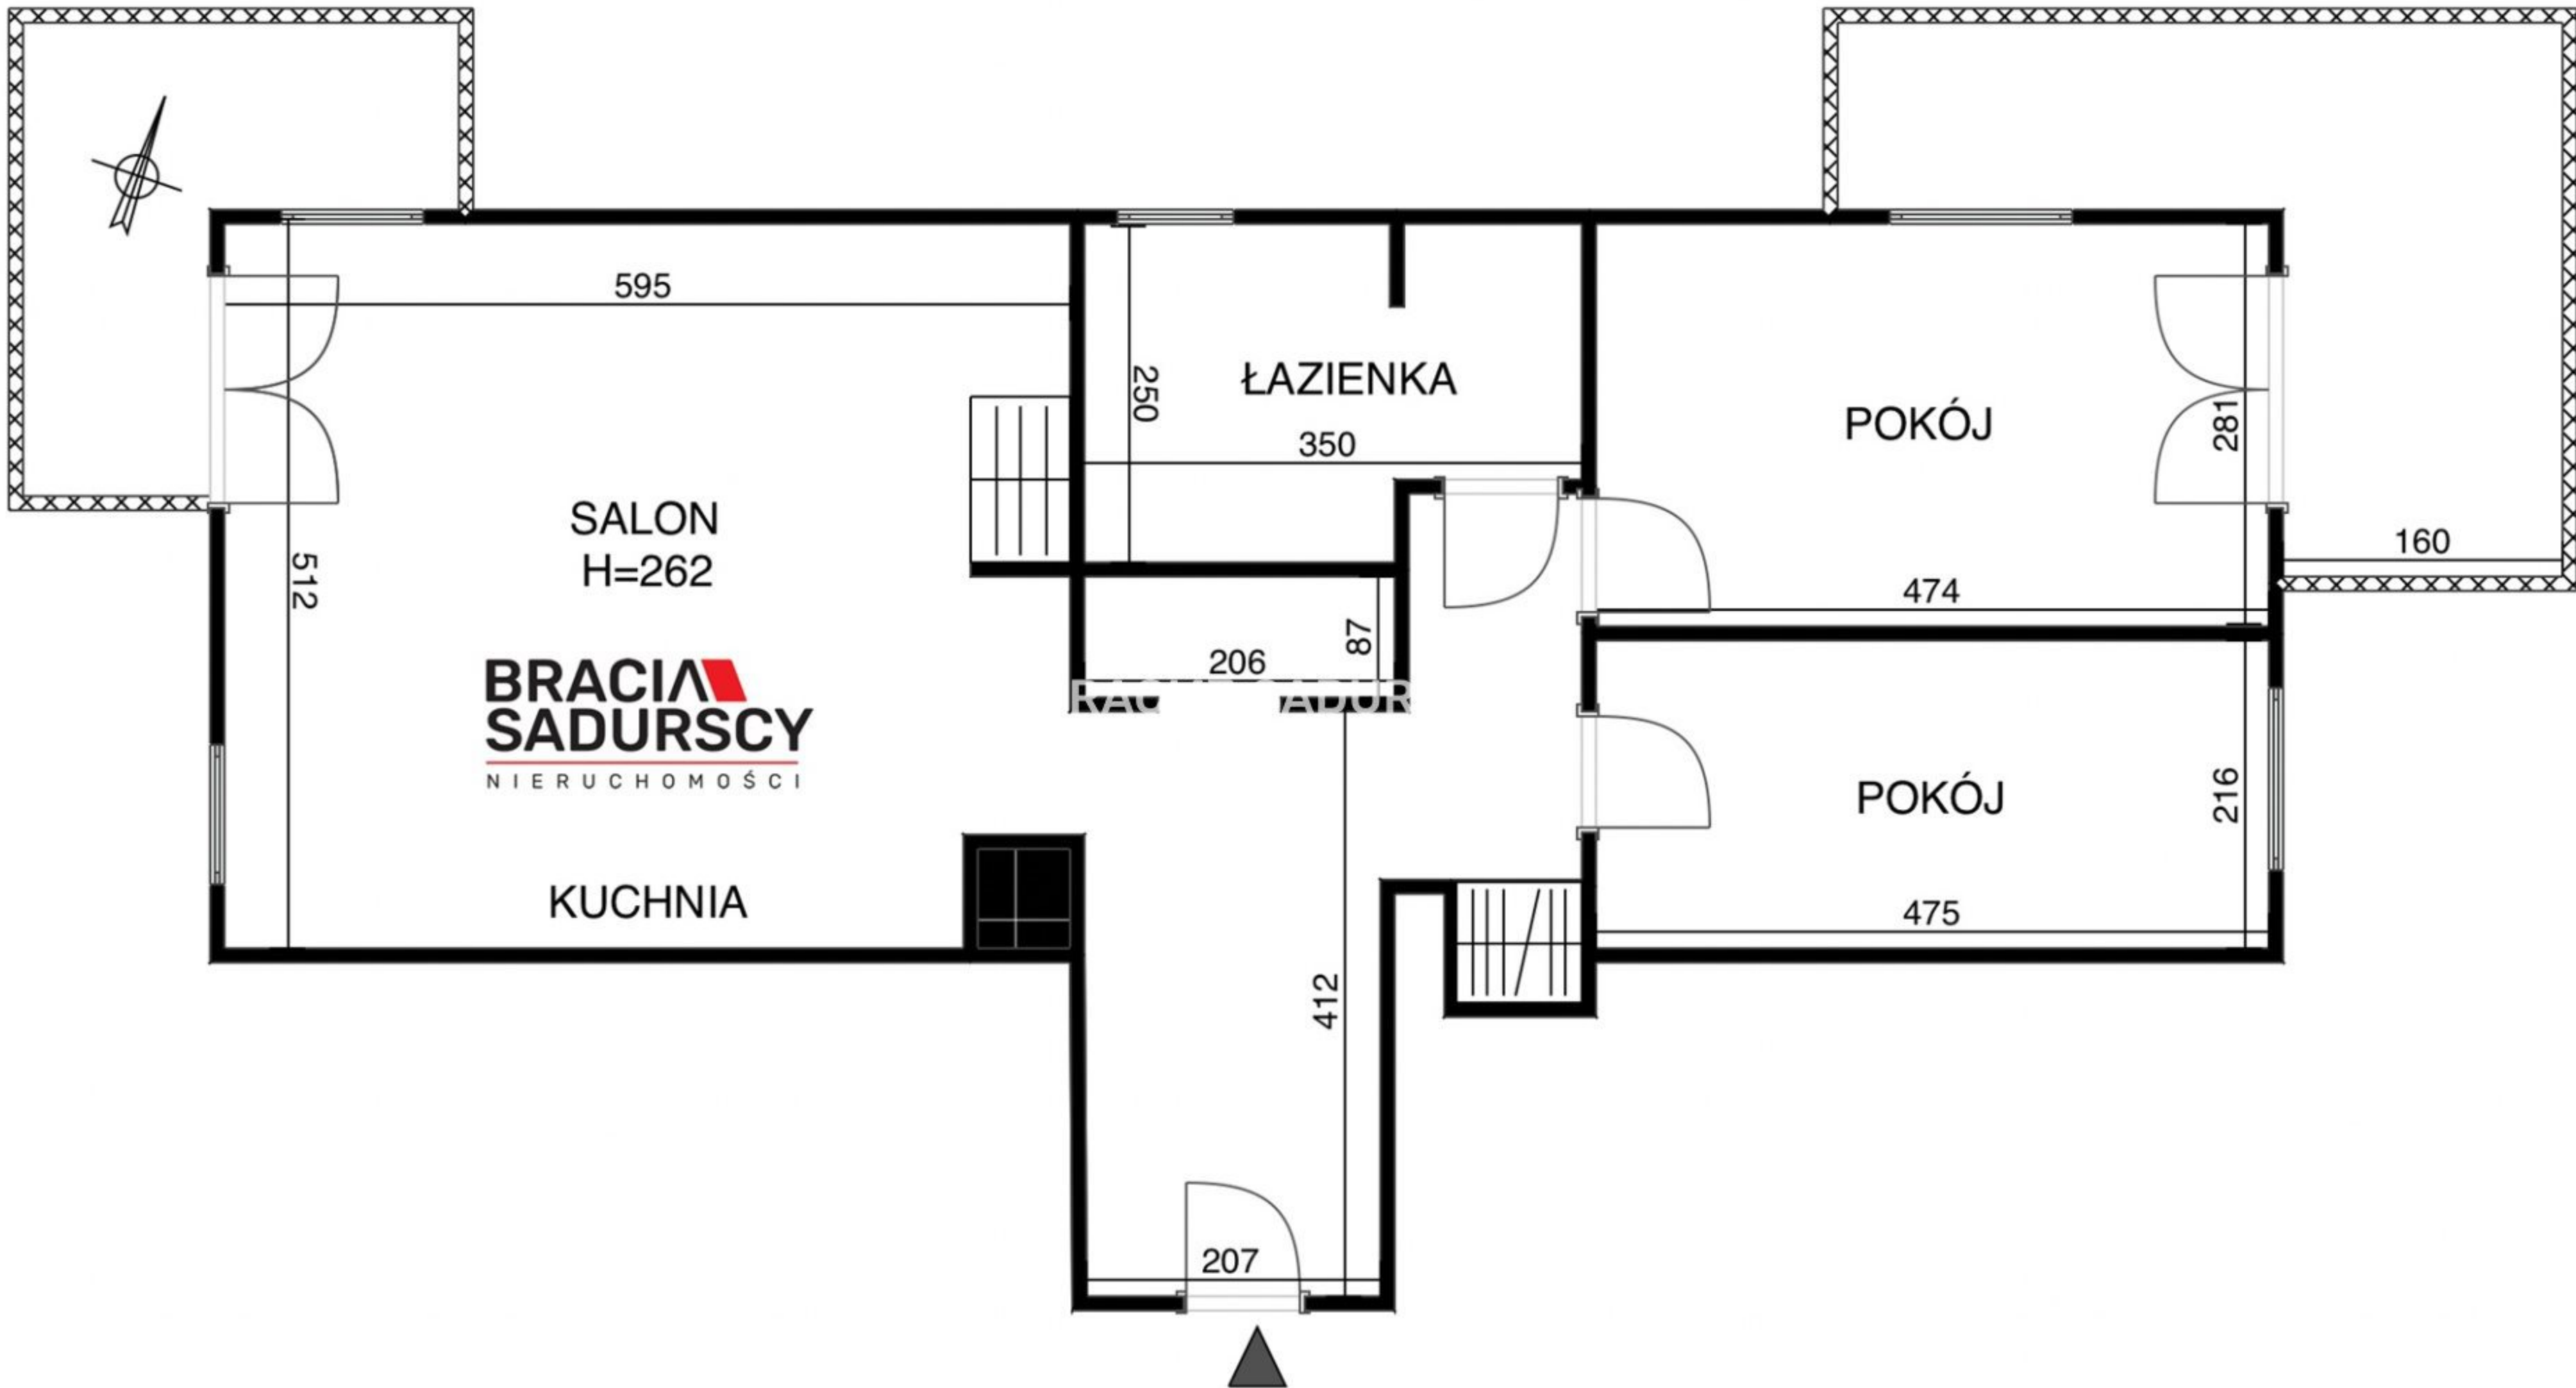 595
250
ŁAZIENKA
350
POKÓJ
281
SALON
H=262
512
160
474
87
206
BRACIA
SADURSCY
NIERUCHOMOŚCI
POKÓJ
216
KUCHNIA
475
412
207